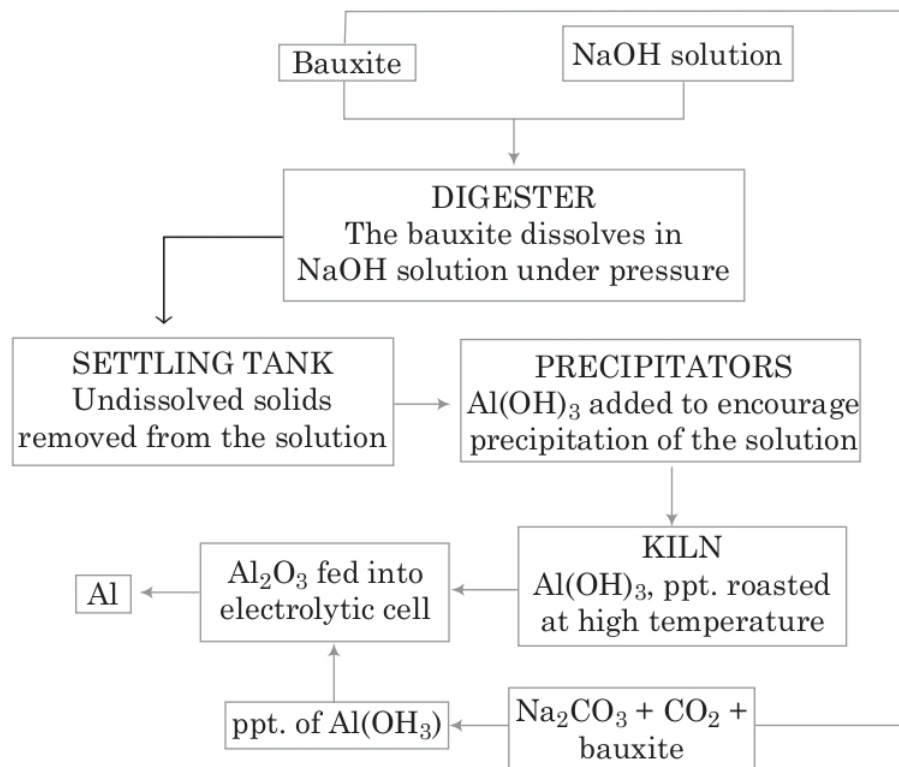 Bauxite
NaOH solution
DIGESTER
The bauxite dissolves in
NaOH solution under pressure
SETTLING TANK
Undissolved solids
removed from the solution
PRECIPITATORS
Al(OH)₃ added to encourage
precipitation of the solution
KILN
Al(OH)₃, ppt. roasted
at high temperature
Al₂O₃ fed into
electrolytic cell
Al
ppt. of Al(OH₃)
Na₂CO₃ + CO₂ +
bauxite